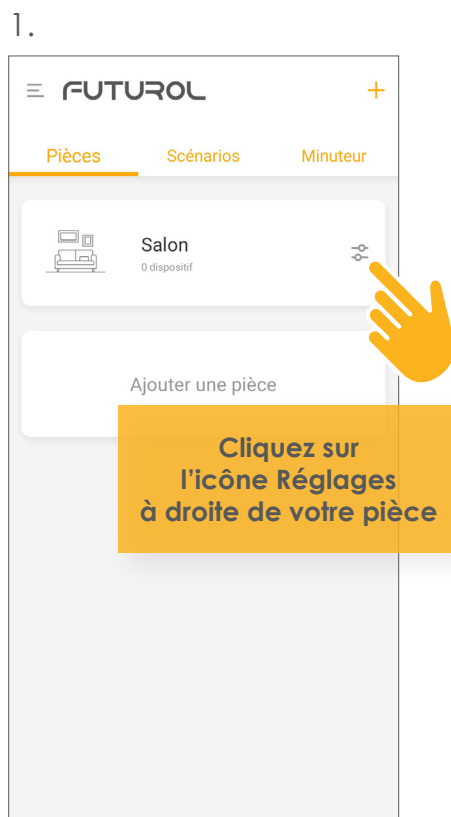 1.
FUTUROL +
Pièces Scénarios Minuteur
Salon
0 dispositif
Ajouter une pièce
Cliquez sur
l’icône Réglages
à droite de votre pièce